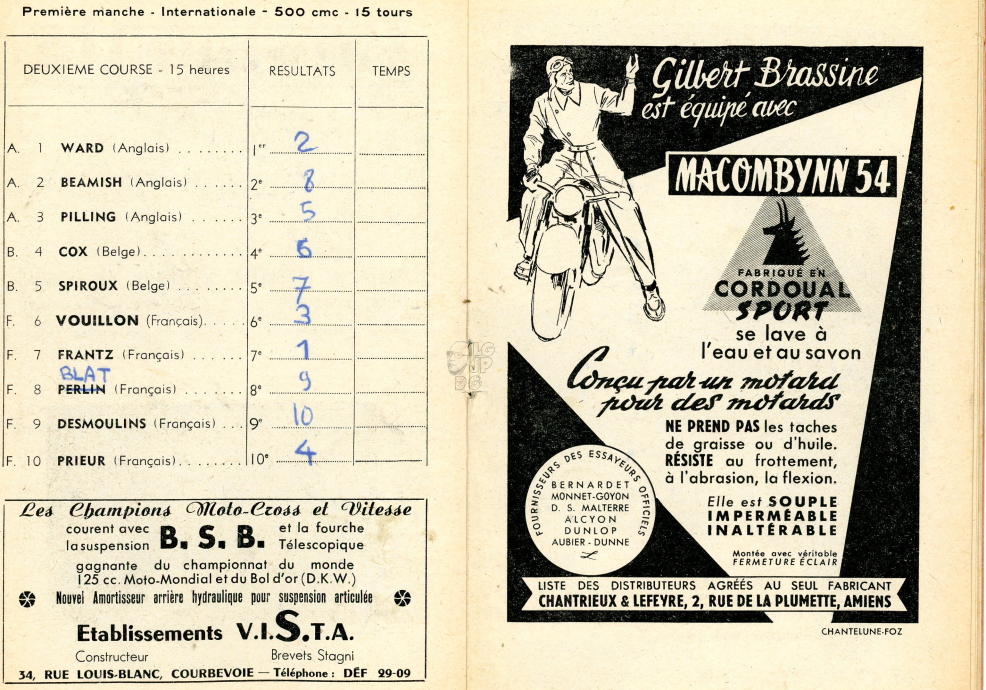 Première manche - Internationale - 500 cmc - 15 tours
DEUXIEME COURSE - 15 heures RESULTATS TEMPS
A. 1 WARD (Anglais) ........ 1er 2
A. 2 BEAMISH (Anglais) ...... 2e 8
A. 3 PILLING (Anglais) ...... 3e 5
B. 4 COX (Belge) ......... 4e 6
B. 5 SPIROUX (Belge) ....... 5e 7
F. 6 VOUILLON (Français). .... 6e 3
F. 7 FRANTZ (Français) ...... 7e 1
BLAT
F. 8 PERLIN (Français) ...... 8e 9
F. 9 DESMOULINS (Français) ... 9e 10
F. 10 PRIEUR (Français) ...... 10e 4
Les Champions Moto-Cross et Vitesse
courent avec la suspension B. S. B. et la fourche Télescopique
gagnante du championnat du monde
125 cc. Moto-Mondial et du Bol d'or (D.K.W.)
Nouvel Amortisseur arrière hydraulique pour suspension articulée
Etablissements V.I.S.T.A.
Constructeur Brevets Stagni
34, RUE LOUIS-BLANC, COURBEVOIE — Téléphone : DÉF 29-09
Gilbert Brassine
est équipé avec
MACOMBYNN 54
FABRIQUÉ EN
CORDOUAL
SPORT
se lave à
l'eau et au savon
Conçu par un motard
pour des motards
NE PREND PAS les taches
de graisse ou d'huile.
RÉSISTE au frottement,
à l'abrasion, la flexion.
Elle est SOUPLE
IMPERMÉABLE
INALTÉRABLE
Montée avec véritable
FERMETURE ÉCLAIR
FOURNISSEURS DES ESSAYEURS OFFICIELS
BERNARDET
MONNET-GOYON
D. S. MALTERRE
ALCYON
DUNLOP
AUBIER - DUNNE
LISTE DES DISTRIBUTEURS AGRÉÉS AU SEUL FABRICANT
CHANTRIEUX & LEFEVRE, 2, RUE DE LA PLUMETTE, AMIENS
CHANTELUNE-FOZ